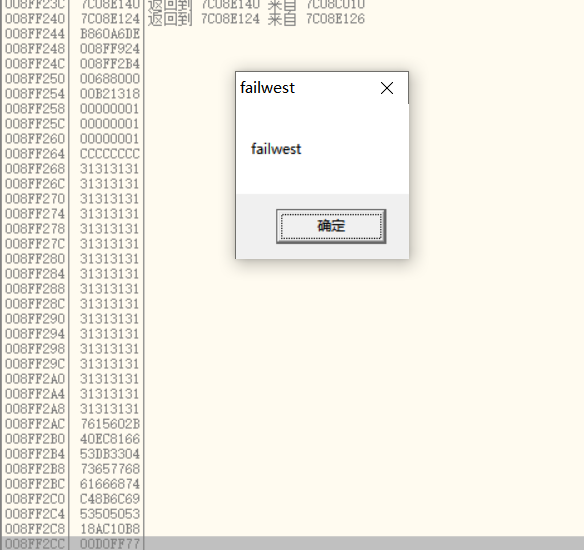 008FF23C 7C08E140 返回到 7C08E140 来自 7C08C010
008FF240 7C08E124 返回到 7C08E124 来自 7C08E126
008FF244 B860A6DE
008FF248 008FF924
008FF24C 008FF2B4
008FF250 00688000
008FF254 00B21318
008FF258 00000001
008FF25C 00000001
008FF260 00000001
008FF264 CCCCCCCC
008FF268 31313131
008FF26C 31313131
008FF270 31313131
008FF274 31313131
008FF278 31313131
008FF27C 31313131
008FF280 31313131
008FF284 31313131
008FF288 31313131
008FF28C 31313131
008FF290 31313131
008FF294 31313131
008FF298 31313131
008FF29C 31313131
008FF2A0 31313131
008FF2A4 31313131
008FF2A8 31313131
008FF2AC 7615602B
008FF2B0 40EC8166
008FF2B4 53DB3304
008FF2B8 73657768
008FF2BC 61666874
008FF2C0 C48B6C69
008FF2C4 53505053
008FF2C8 18AC10B8
008FF2CC 00D0FF77
failwest
failwest
确定